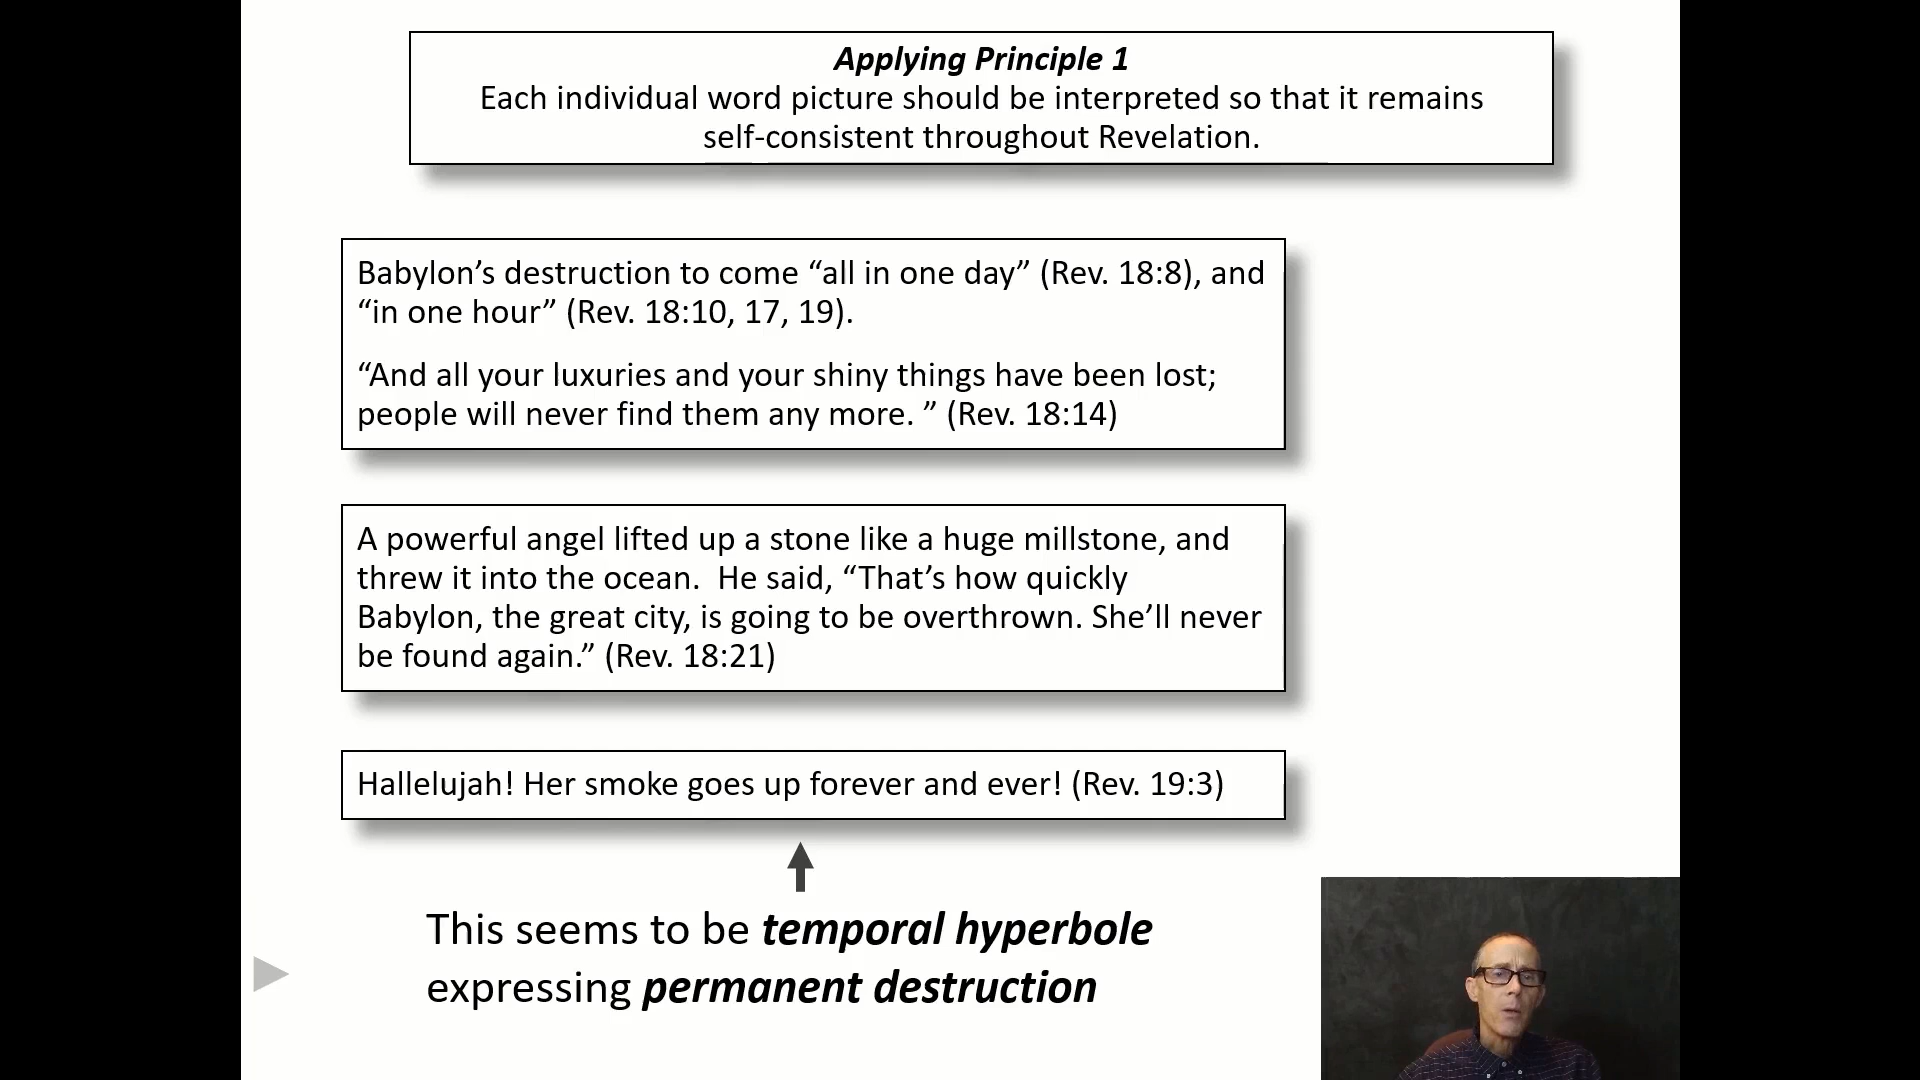 Applying Principle 1
Each individual word picture should be interpreted so that it remains
self-consistent throughout Revelation.
Babylon’s destruction to come “all in one day” (Rev. 18:8), and
“in one hour” (Rev. 18:10, 17, 19).
“And all your luxuries and your shiny things have been lost;
people will never find them any more. ” (Rev. 18:14)
A powerful angel lifted up a stone like a huge millstone, and
threw it into the ocean.  He said, “That’s how quickly
Babylon, the great city, is going to be overthrown. She’ll never
be found again.” (Rev. 18:21)
Hallelujah! Her smoke goes up forever and ever! (Rev. 19:3)
This seems to be temporal hyperbole
expressing permanent destruction